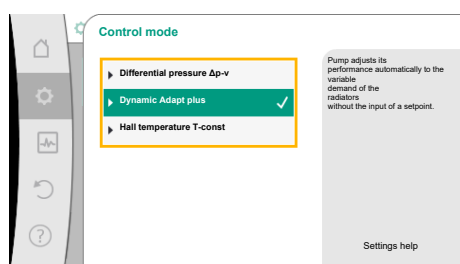 Control mode
Differential pressure Δp-v
Dynamic Adapt plus
Hall temperature T-const
Pump adjusts its
performance automatically to the
variable
demand of the
radiators
without the input of a setpoint.
Settings help
?